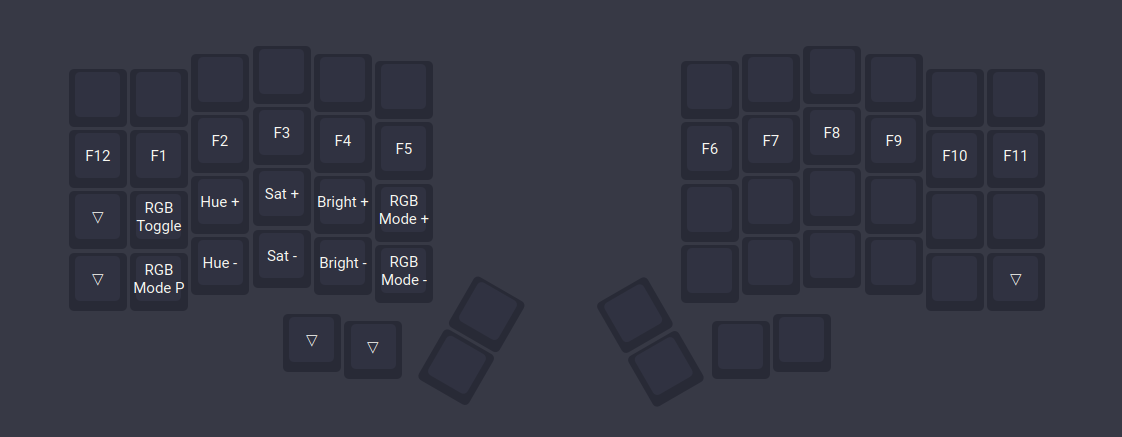 F12 F1 F2 F3 F4 F5 F6 F7 F8 F9 F10 F11
▽ RGB
Toggle
Hue + Sat + Bright + RGB
Mode +
▽ RGB
Mode P
Hue - Sat - Bright - RGB
Mode -
▽
▽ ▽